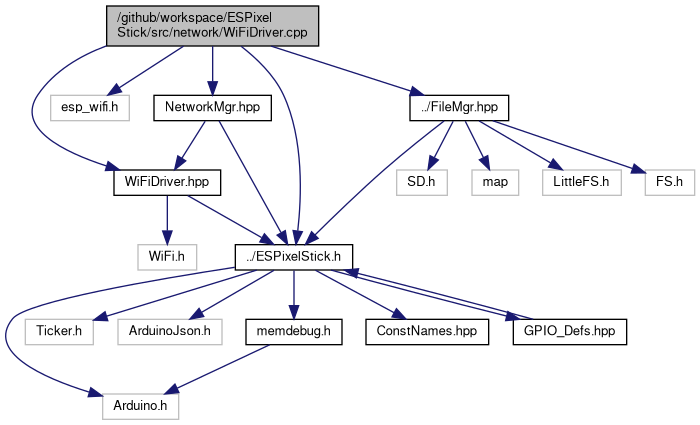 /github/workspace/ESPixel
Stick/src/network/WiFiDriver.cpp
esp_wifi.h
NetworkMgr.hpp
../FileMgr.hpp
WiFiDriver.hpp
SD.h
map
LittleFS.h
FS.h
WiFi.h
../ESPixelStick.h
Ticker.h
ArduinoJson.h
memdebug.h
ConstNames.hpp
GPIO_Defs.hpp
Arduino.h